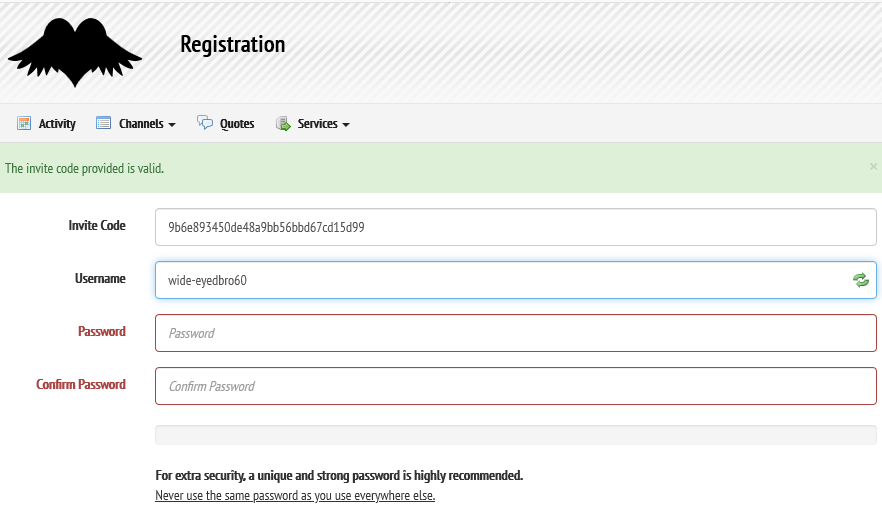 Registration
Activity Channels Quotes Services
The invite code provided is valid. ×
Invite Code 9b6e893450de48a9bb56bbd67cd15d99
Username wide-eyedbro60
Password Password
Confirm Password Confirm Password
For extra security, a unique and strong password is highly recommended.
Never use the same password as you use everywhere else.